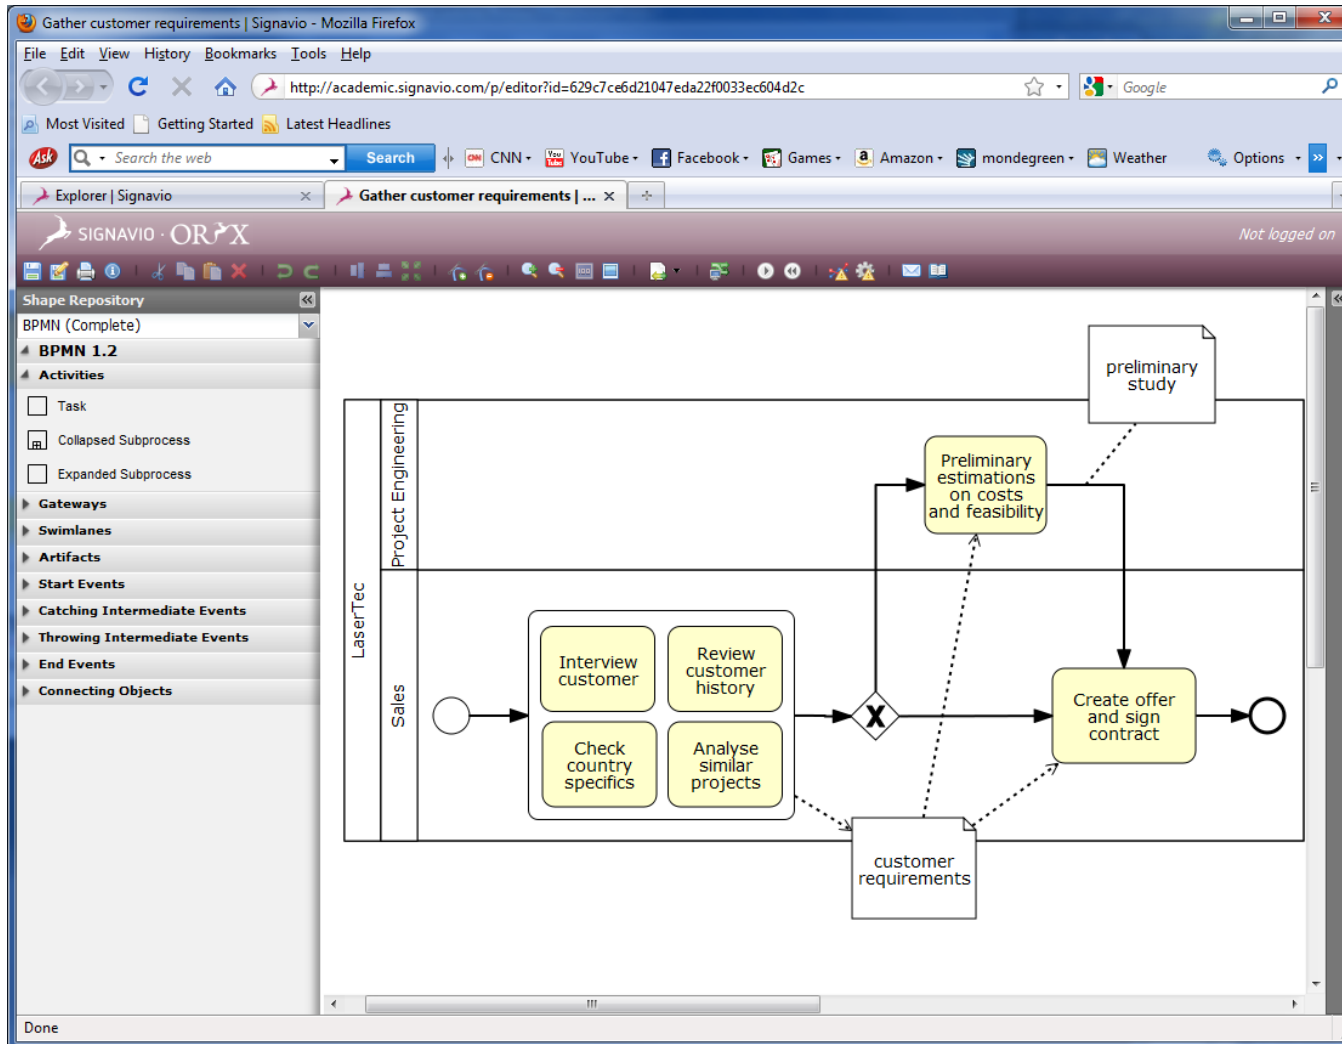 Gather customer requirements | Signavio - Mozilla Firefox
File Edit View History Bookmarks Tools Help
http://academic.signavio.com/p/editor?id=629c7ce6d21047eda22f0033ec604d2c
Google
Most Visited Getting Started Latest Headlines
Ask Search the web Search CNN YouTube Facebook Games Amazon mondegreen Weather Options
Explorer | Signavio
Gather customer requirements | ...
SIGNAVIO · ORYX
Not logged on
Shape Repository
BPMN (Complete)
BPMN 1.2
Activities
Task
Collapsed Subprocess
Expanded Subprocess
Gateways
Swimlanes
Artifacts
Start Events
Catching Intermediate Events
Throwing Intermediate Events
End Events
Connecting Objects
preliminary
study
LaserTec
Project Engineering
Preliminary
estimations
on costs
and feasibility
Sales
Interview
customer
Review
customer
history
Check
country
specifics
Analyse
similar
projects
X
Create offer
and sign
contract
customer
requirements
Done